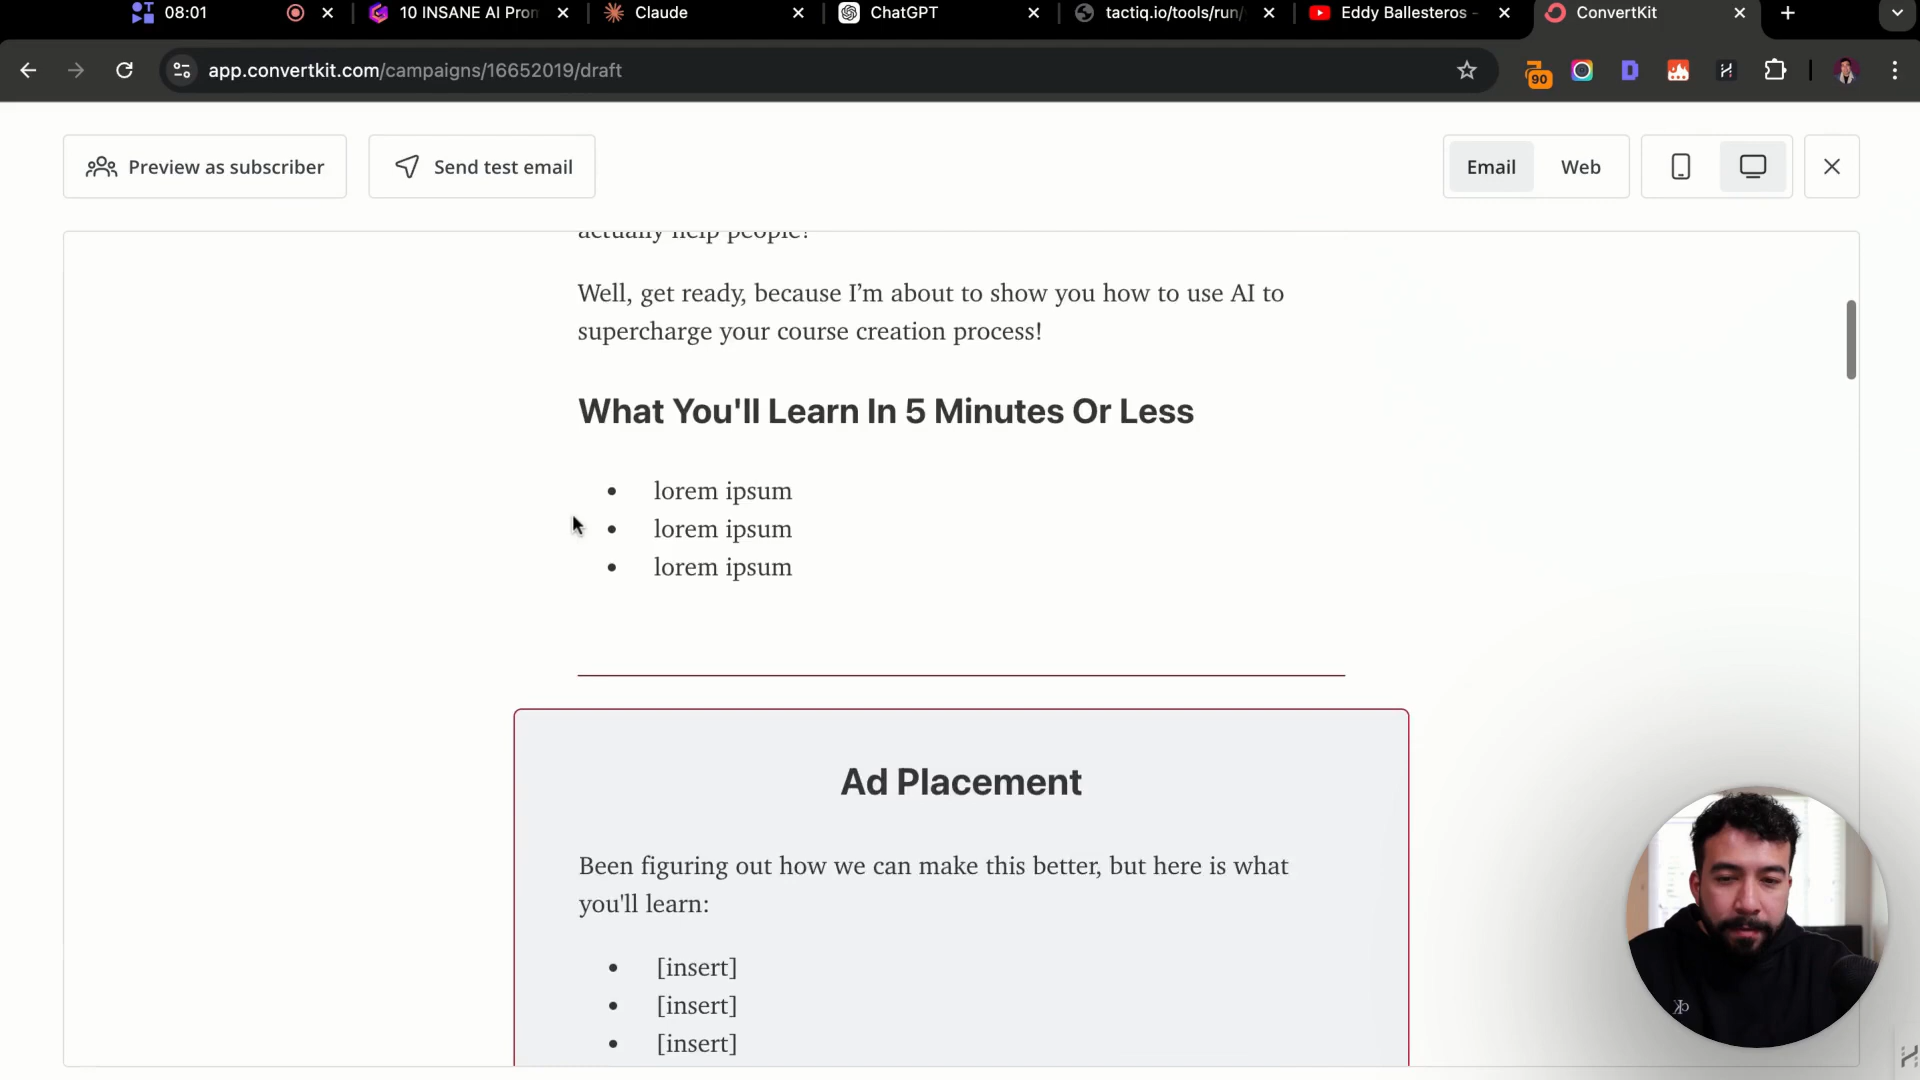 08:01
10 INSANE AI Pron
Claude
ChatGPT
tactiq.io/tools/run/
Eddy Ballesteros -
ConvertKit
app.convertkit.com/campaigns/16652019/draft
90
Preview as subscriber
Send test email
Email
Web
actually help people?
Well, get ready, because I’m about to show you how to use AI to
supercharge your course creation process!
What You'll Learn In 5 Minutes Or Less
• lorem ipsum
• lorem ipsum
• lorem ipsum
Ad Placement
Been figuring out how we can make this better, but here is what
you'll learn:
• [insert]
• [insert]
• [insert]